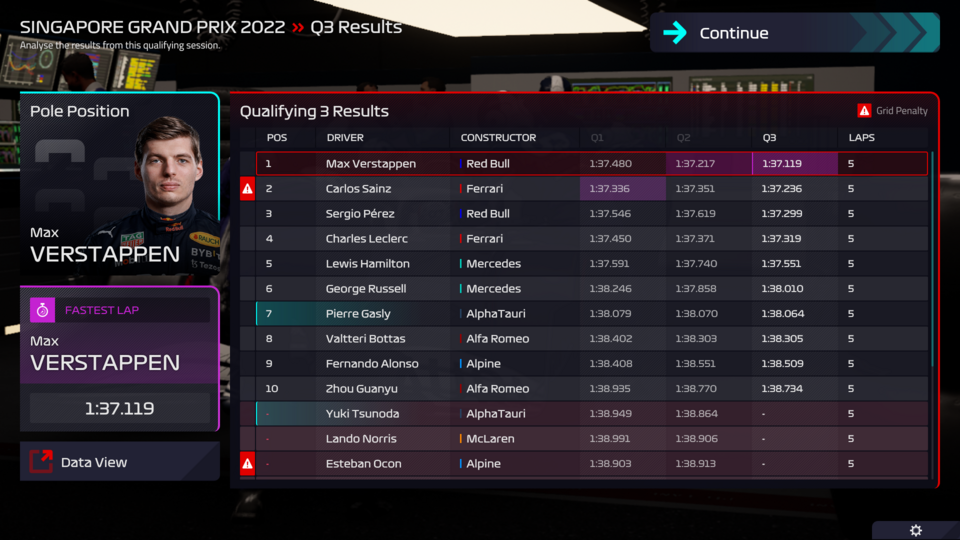 SINGAPORE GRAND PRIX 2022 » Q3 Results
Analyse the results from this qualifying session.
Continue
Pole Position
Max
VERSTAPPEN
FASTEST LAP
Max
VERSTAPPEN
1:37.119
Data View
Qualifying 3 Results
Grid Penalty
POS DRIVER CONSTRUCTOR Q1 Q2 Q3 LAPS
1 Max Verstappen Red Bull 1:37.480 1:37.217 1:37.119 5
2 Carlos Sainz Ferrari 1:37.336 1:37.351 1:37.236 5
3 Sergio Pérez Red Bull 1:37.546 1:37.619 1:37.299 5
4 Charles Leclerc Ferrari 1:37.450 1:37.371 1:37.319 5
5 Lewis Hamilton Mercedes 1:37.591 1:37.740 1:37.551 5
6 George Russell Mercedes 1:38.246 1:37.858 1:38.010 5
7 Pierre Gasly AlphaTauri 1:38.079 1:38.070 1:38.064 5
8 Valtteri Bottas Alfa Romeo 1:38.402 1:38.303 1:38.305 5
9 Fernando Alonso Alpine 1:38.408 1:38.551 1:38.509 5
10 Zhou Guanyu Alfa Romeo 1:38.935 1:38.770 1:38.734 5
- Yuki Tsunoda AlphaTauri 1:38.949 1:38.864 - 5
- Lando Norris McLaren 1:38.991 1:38.906 - 5
- Esteban Ocon Alpine 1:38.903 1:38.913 - 5